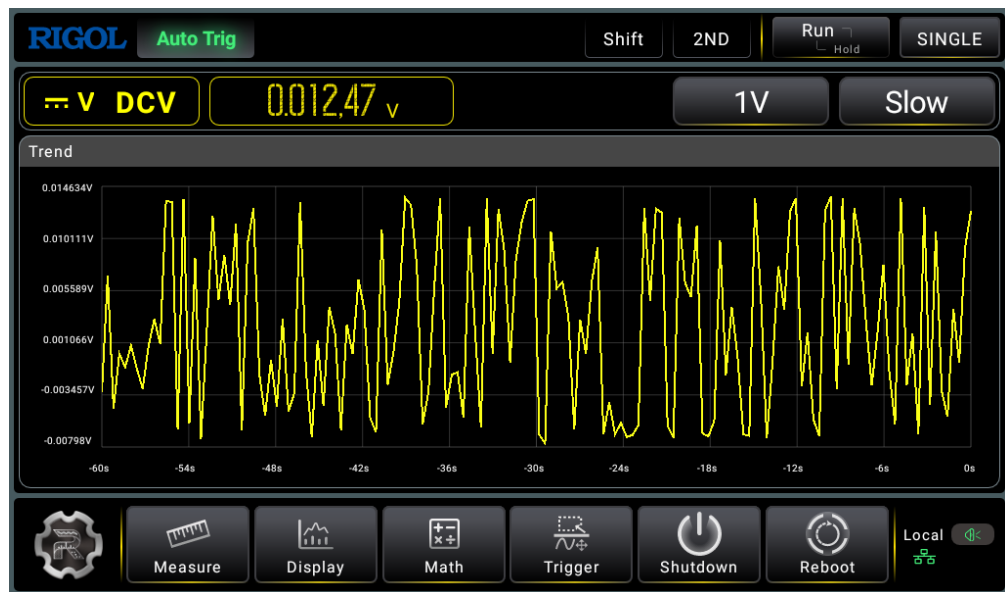 RIGOL Auto Trig Shift 2ND Run Hold SINGLE
V DCV 0.012,47 V 1V Slow
Trend
0.014634V
0.010111V
0.005589V
0.001066V
-0.003457V
-0.00798V
-60s -54s -48s -42s -36s -30s -24s -18s -12s -6s 0s
Measure Display Math Trigger Shutdown Reboot Local